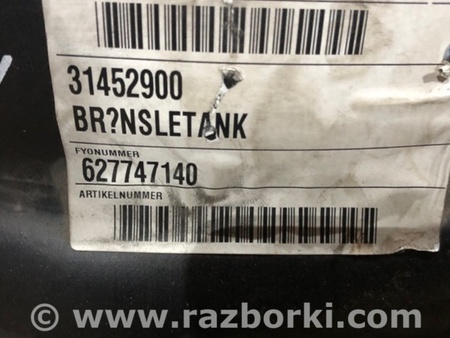 31452900
BR?NSLETANK
FYONUMMER
627747140
ARTIKELNUMMER
© www.razborki.com